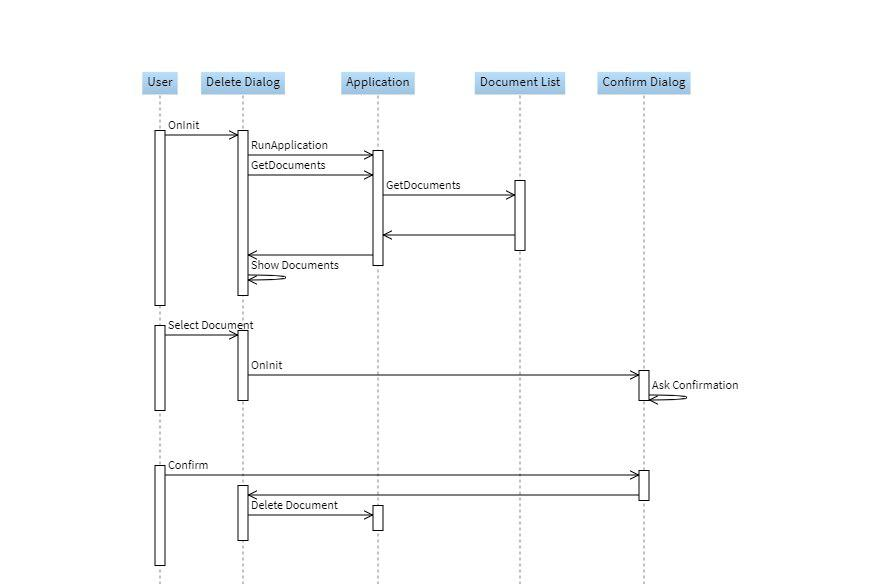 User
Delete Dialog
Application
Document List
Confirm Dialog
OnInit
RunApplication
GetDocuments
GetDocuments
Show Documents
Select Document
OnInit
Ask Confirmation
Confirm
Delete Document